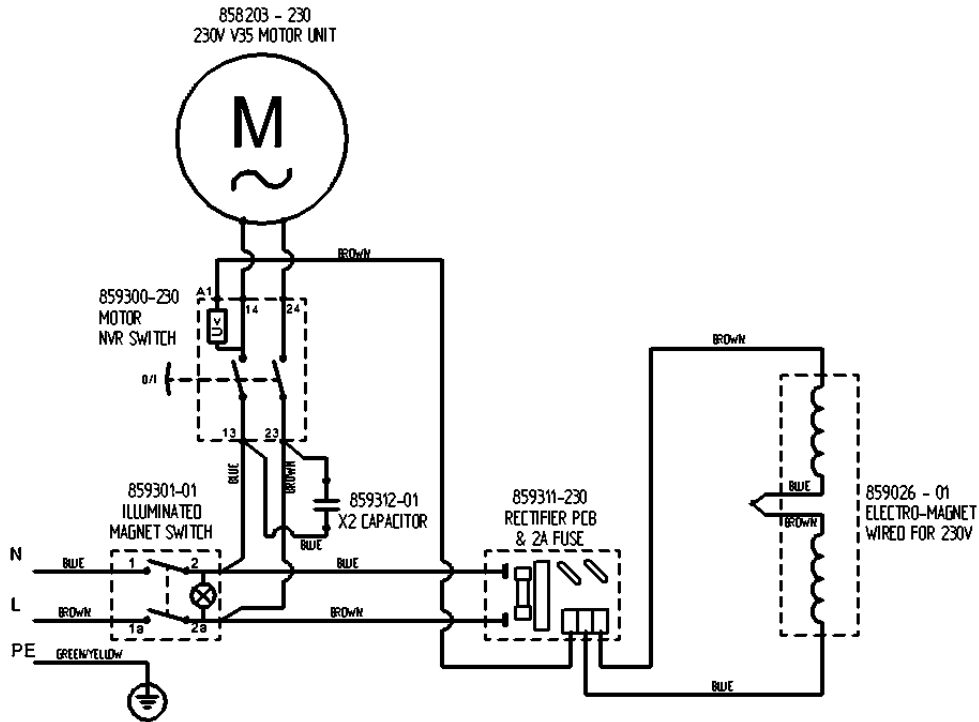 858203 - 230
230V V35 MOTOR UNIT
M
BROWN
859300-230
MOTOR
NVR SWITCH
A1
14
24
U<
0/I
13
23
BLUE
BROWN
BROWN
859301-01
ILLUMINATED
MAGNET SWITCH
859312-01
X2 CAPACITOR
BLUE
859311-230
RECTIFIER PCB
& 2A FUSE
BLUE
BROWN
859026 - 01
ELECTRO-MAGNET
WIRED FOR 230V
N
BLUE
1
2
BLUE
L
BROWN
1a
2a
BROWN
PE
GREEN/YELLOW
BLUE